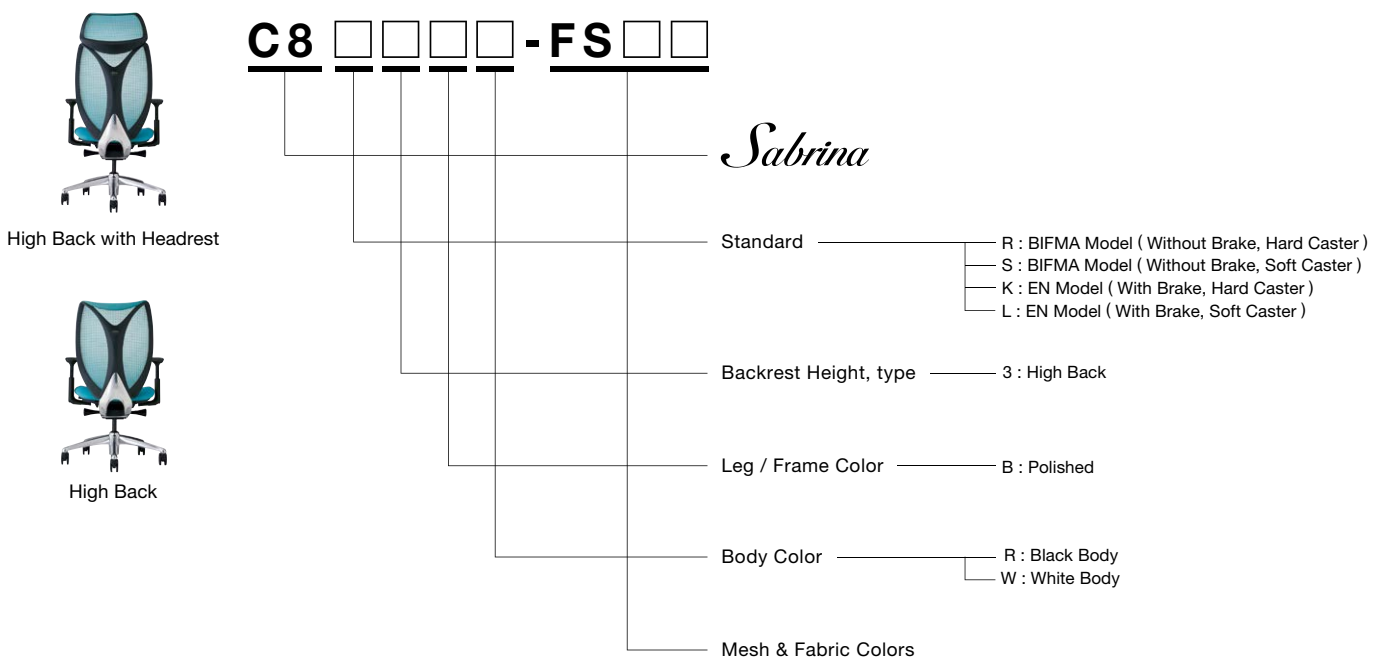 C8 □□□□-FS□□
Sabrina
High Back with Headrest
Standard
R : BIFMA Model ( Without Brake, Hard Caster )
S : BIFMA Model ( Without Brake, Soft Caster )
K : EN Model ( With Brake, Hard Caster )
L : EN Model ( With Brake, Soft Caster )
Backrest Height, type
3 : High Back
High Back
Leg / Frame Color
B : Polished
Body Color
R : Black Body
W : White Body
Mesh & Fabric Colors